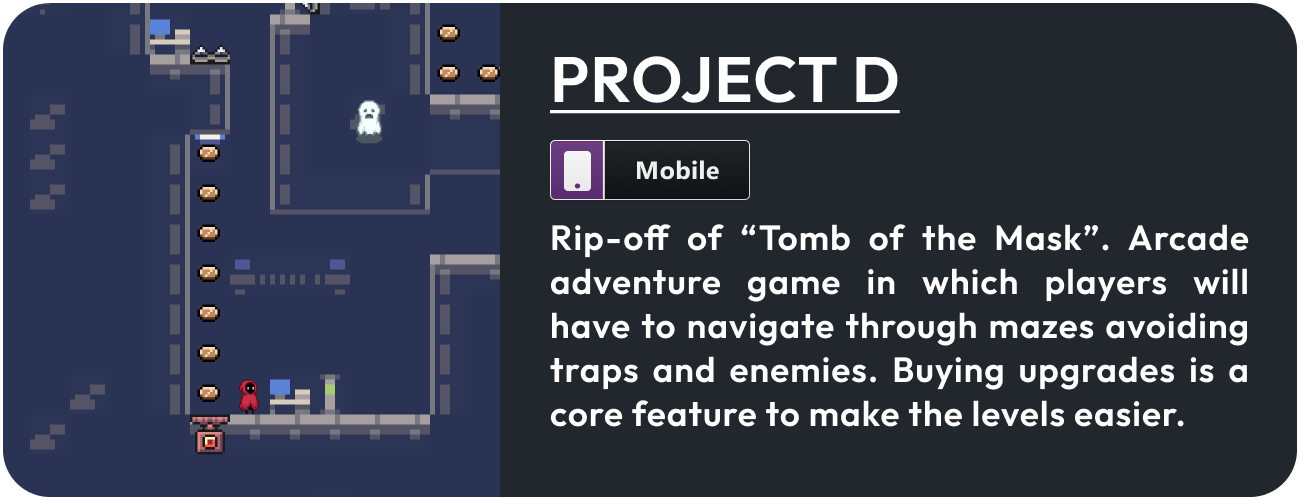 PROJECT D
Mobile
Rip-off of “Tomb of the Mask”. Arcade
adventure game in which players will
have to navigate through mazes avoiding
traps and enemies. Buying upgrades is a
core feature to make the levels easier.